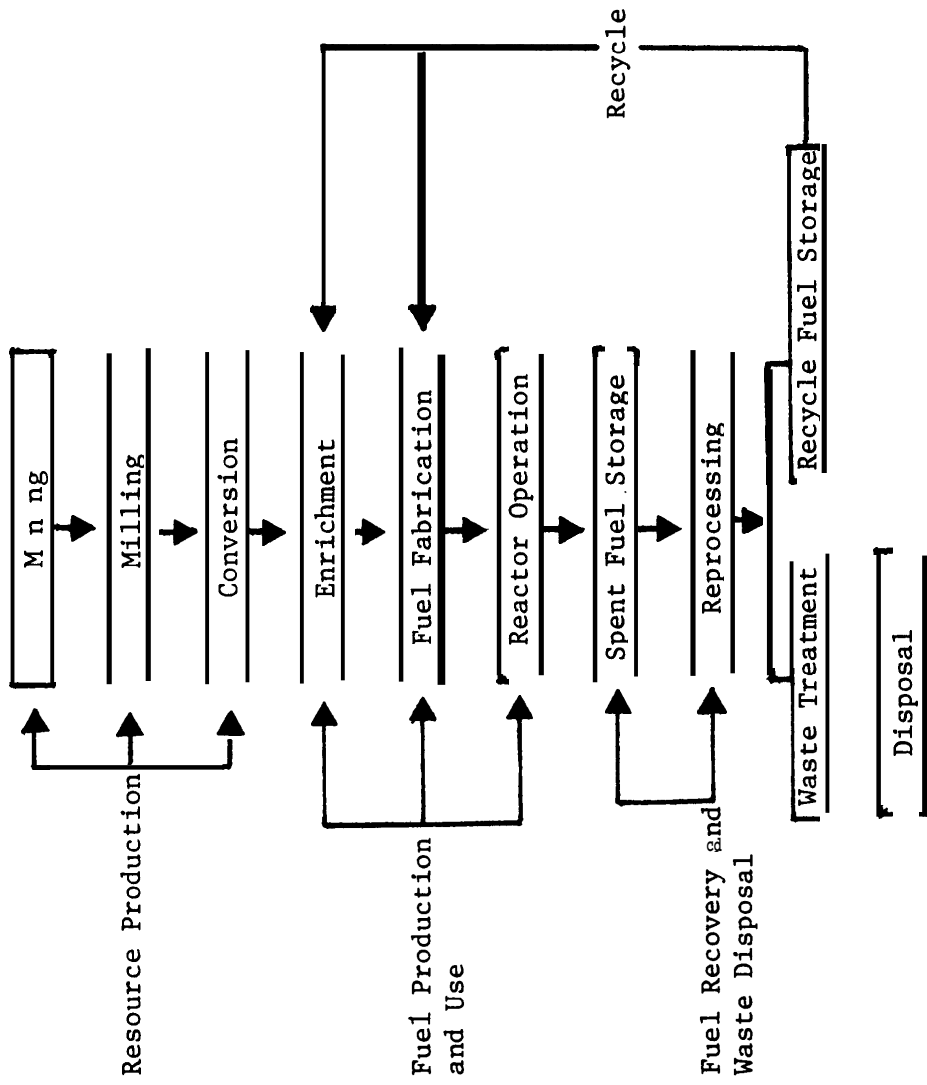 Resource Production
M n ng
Milling
Conversion
Fuel Production
and Use
Enrichment
Fuel Fabrication
Reactor Operation
Fuel Recovery and
Waste Disposal
Spent Fuel Storage
Reprocessing
Waste Treatment
Recycle Fuel Storage
Disposal
Recycle